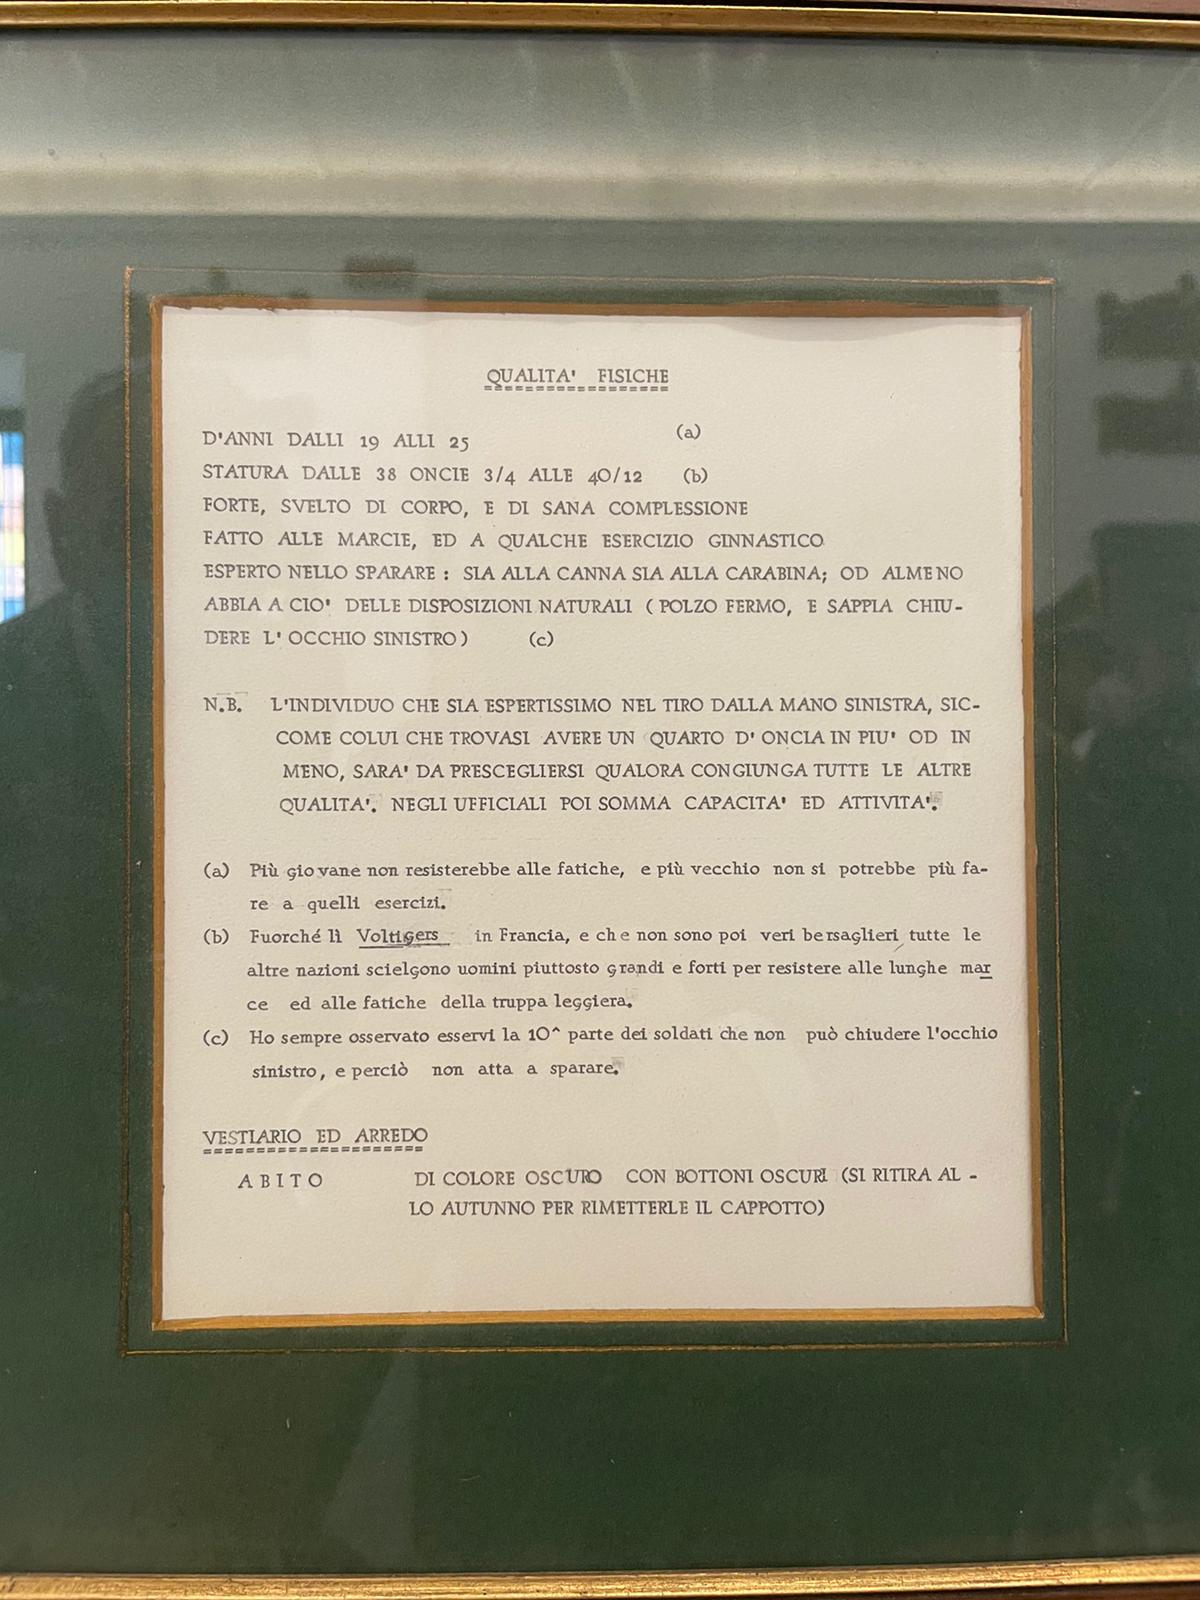 QUALITA' FISICHE
D'ANNI DALLI 19 ALLI 25 (a)
STATURA DALLE 38 ONCIE 3/4 ALLE 40/12 (b)
FORTE, SVELTO DI CORPO, E DI SANA COMPLESSIONE
FATTO ALLE MARCIE, ED A QUALCHE ESERCIZIO GINNASTICO
ESPERTO NELLO SPARARE : SIA ALLA CANNA SIA ALLA CARABINA; OD ALMENO
ABBIA A CIO' DELLE DISPOSIZIONI NATURALI ( POLZO FERMO, E SAPPIA CHIU-
DERE L' OCCHIO SINISTRO ) (c)
N.B. L'INDIVIDUO CHE SIA ESPERTISSIMO NEL TIRO DALLA MANO SINISTRA, SIC-
COME COLUI CHE TROVASI AVERE UN QUARTO D' ONCIA IN PIU' OD IN
MENO, SARA' DA PRESCEGLIERSI QUALORA CONGIUNGA TUTTE LE ALTRE
QUALITA'. NEGLI UFFICIALI POI SOMMA CAPACITA' ED ATTIVITA'.
(a) Più giovane non resisterebbe alle fatiche, e più vecchio non si potrebbe più fa-
re a quelli esercizi.
(b) Fuorché lì Voltigers in Francia, e che non sono poi veri bersaglieri, tutte le
altre nazioni scielgono uomini piuttosto grandi e forti per resistere alle lunghe mar
ce ed alle fatiche della truppa leggiera.
(c) Ho sempre osservato esservi la 10^ parte dei soldati che non può chiudere l'occhio
sinistro, e perciò non atta a sparare.
VESTIARIO ED ARREDO
ABITO DI COLORE OSCURO CON BOTTONI OSCURI (SI RITIRA AL -
LO AUTUNNO PER RIMETTERLE IL CAPPOTTO)